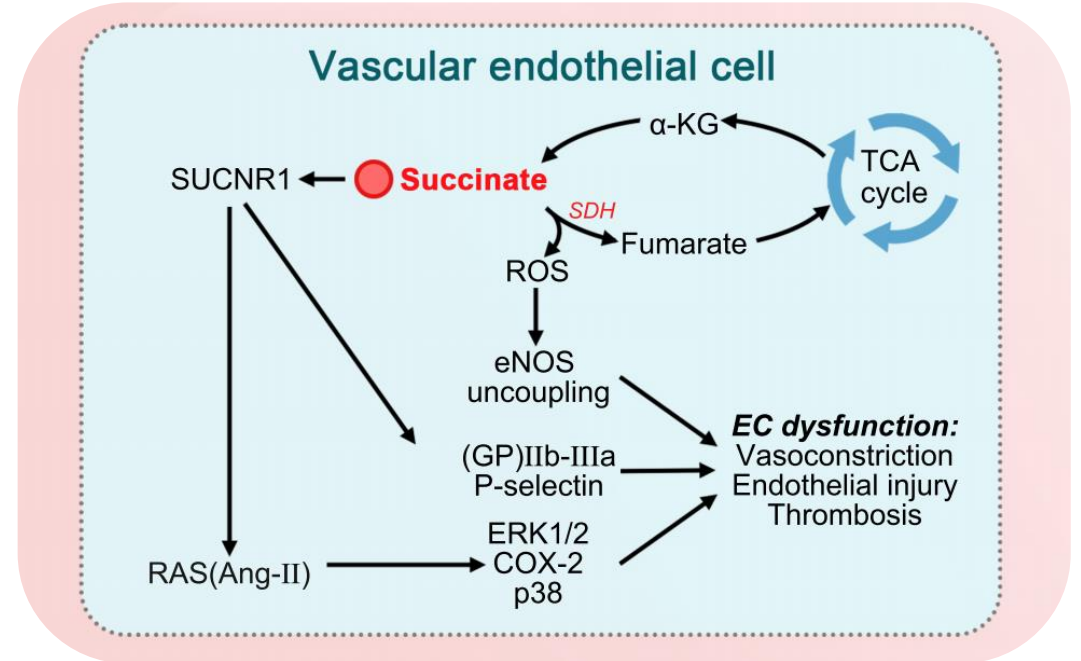 Vascular endothelial cell
α-KG
TCA
cycle
SUCNR1
Succinate
SDH
Fumarate
ROS
eNOS
uncoupling
(GP)IIb-IIIa
P-selectin
EC dysfunction:
Vasoconstriction
Endothelial injury
Thrombosis
RAS(Ang-II)
ERK1/2
COX-2
p38